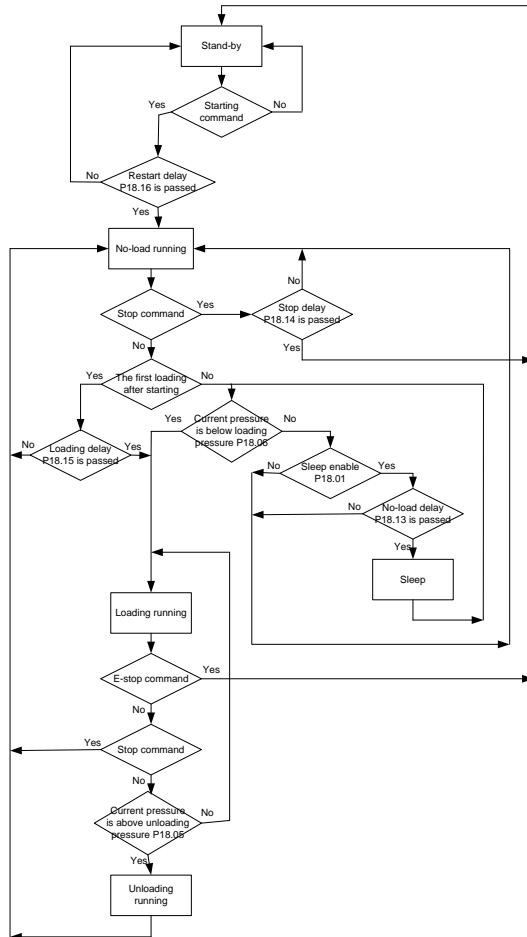 Stand-by
Yes
Starting
command
No
No
Restart delay
P18.16 is passed
Yes
No-load running
Stop command
Yes
No
Stop delay
P18.14 is passed
Yes
No
Yes
The first loading
after starting
No
No
Loading delay
P18.15 is passed
Yes
Yes
Current pressure
is below loading
pressure P18.06
No
No
Sleep enable
P18.01
Yes
No
No-load delay
P18.13 is passed
Yes
Sleep
Loading running
E-stop command
Yes
No
Yes
Stop command
No
Current pressure
is above unloading
pressure P18.05
No
Yes
Unloading
running